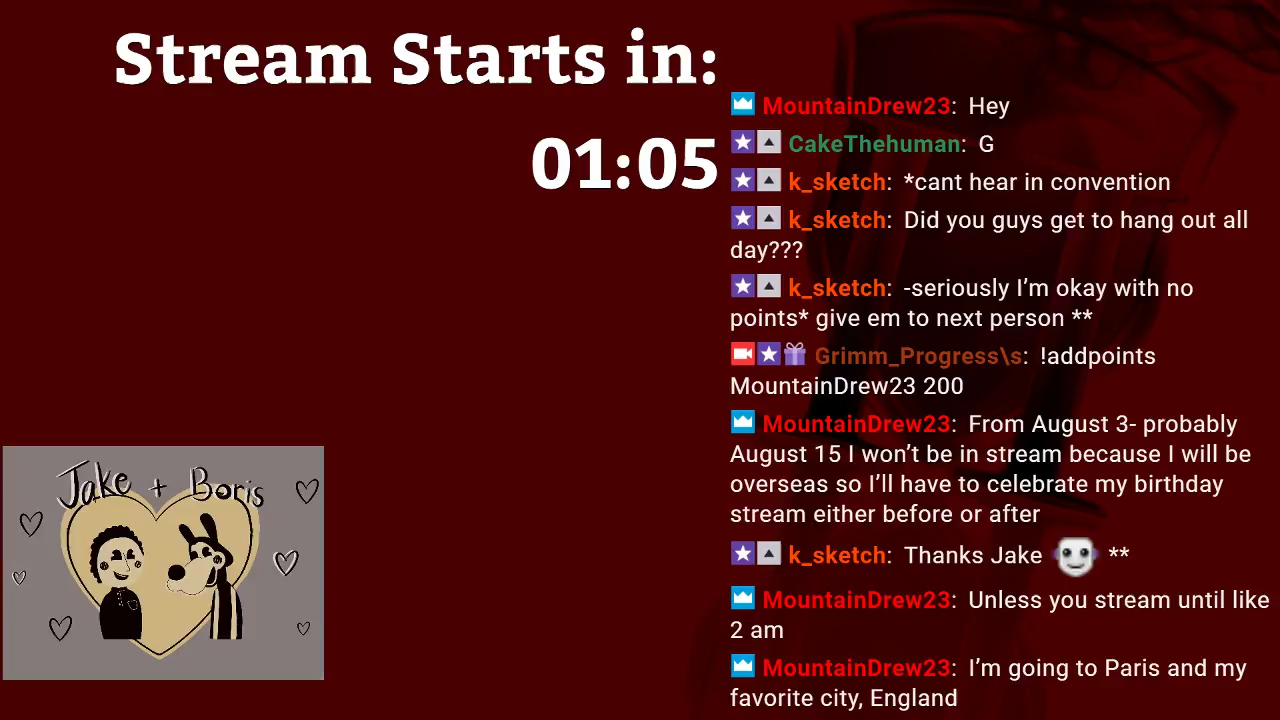 Stream Starts in:
01:05
MountainDrew23: Hey
CakeThehuman: G
k_sketch: *cant hear in convention
k_sketch: Did you guys get to hang out all
day???
k_sketch: -seriously I’m okay with no
points* give em to next person **
Grimm_Progress\s: !addpoints
MountainDrew23 200
MountainDrew23: From August 3- probably
August 15 I won’t be in stream because I will be
overseas so I’ll have to celebrate my birthday
stream either before or after
k_sketch: Thanks Jake **
MountainDrew23: Unless you stream until like
2 am
MountainDrew23: I’m going to Paris and my
favorite city, England
Jake + Boris